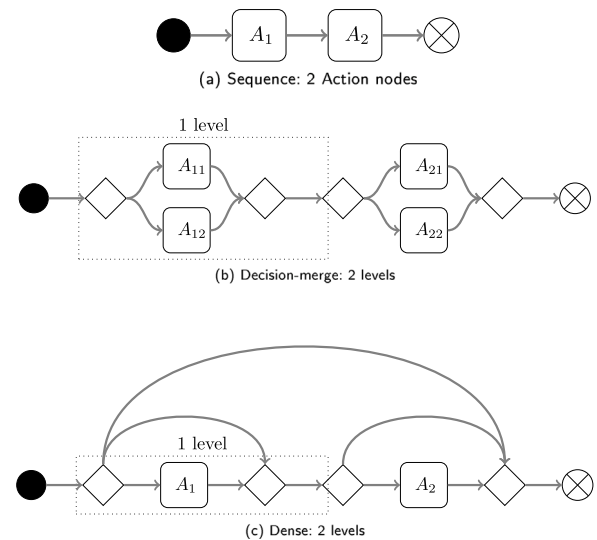 A1 A2
(a) Sequence: 2 Action nodes
1 level
A11 A21
A12 A22
(b) Decision-merge: 2 levels
1 level
A1 A2
(c) Dense: 2 levels